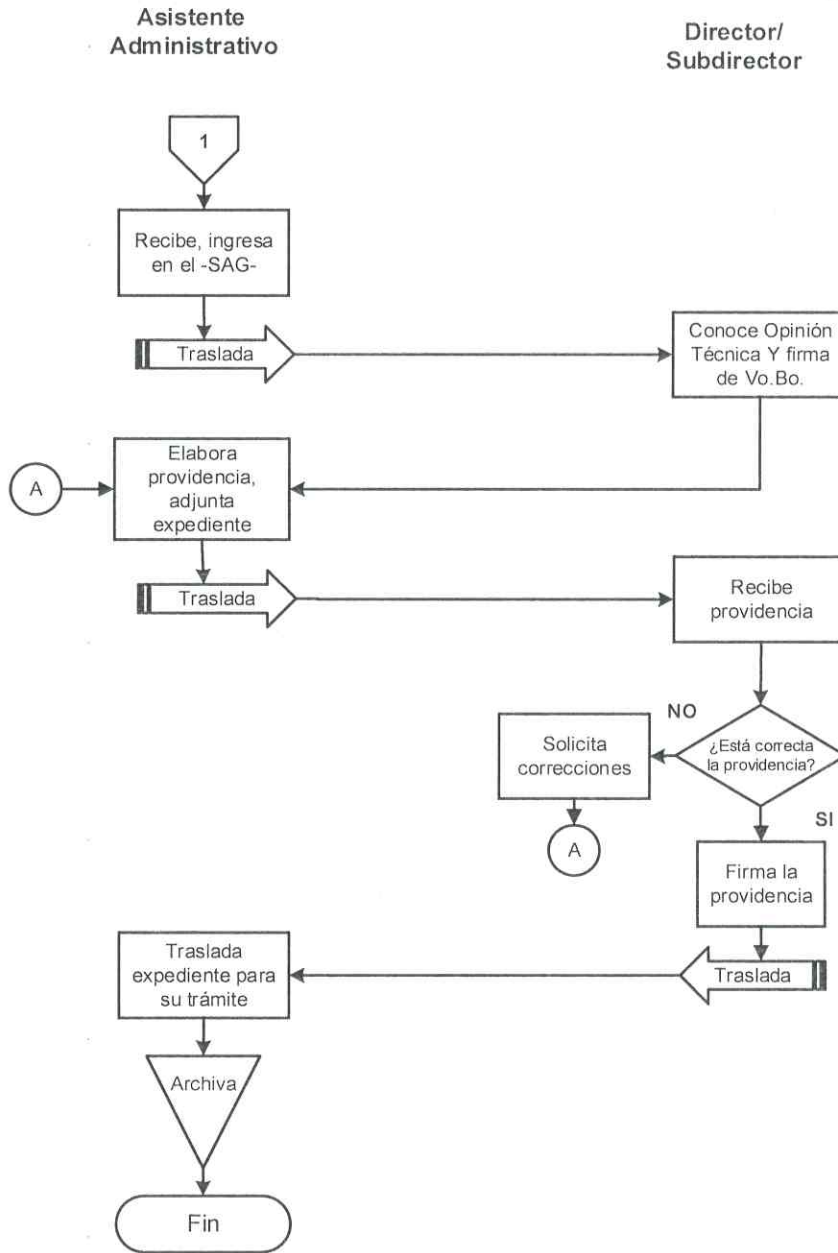 Asistente
Administrativo
Director/
Subdirector
1
Recibe, ingresa
en el -SAG-
Traslada
Conoce Opinión
Técnica Y firma
de Vo.Bo.
A
Elabora
providencia,
adjunta
expediente
Traslada
Recibe
providencia
NO
¿Está correcta
la providencia?
Solicita
correcciones
A
SI
Firma la
providencia
Traslada
Traslada
expediente para
su trámite
Archiva
Fin